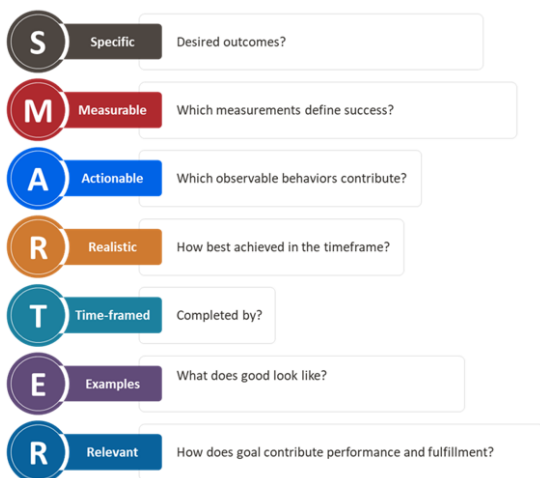 S Specific Desired outcomes?
M Measurable Which measurements define success?
A Actionable Which observable behaviors contribute?
R Realistic How best achieved in the timeframe?
T Time-framed Completed by?
E Examples What does good look like?
R Relevant How does goal contribute performance and fulfillment?